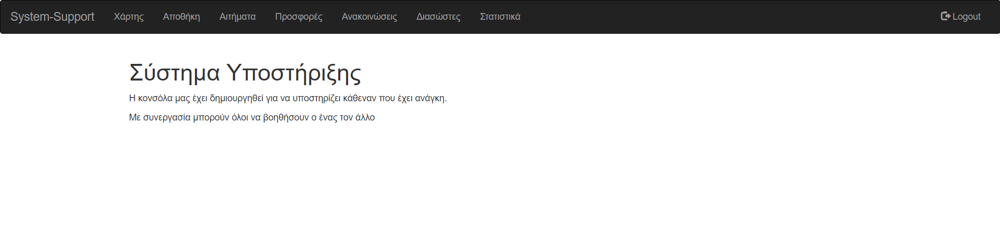 System-Support Χάρτης Αποθήκη Αιτήματα Προσφορές Ανακοινώσεις Διασώστες Στατιστικά Logout
Σύστημα Υποστήριξης
Η κονσόλα μας έχει δημιουργηθεί για να υποστηρίζει κάθεναν που έχει ανάγκη.
Με συνεργασία μπορούν όλοι να βοηθήσουν ο ένας τον άλλο